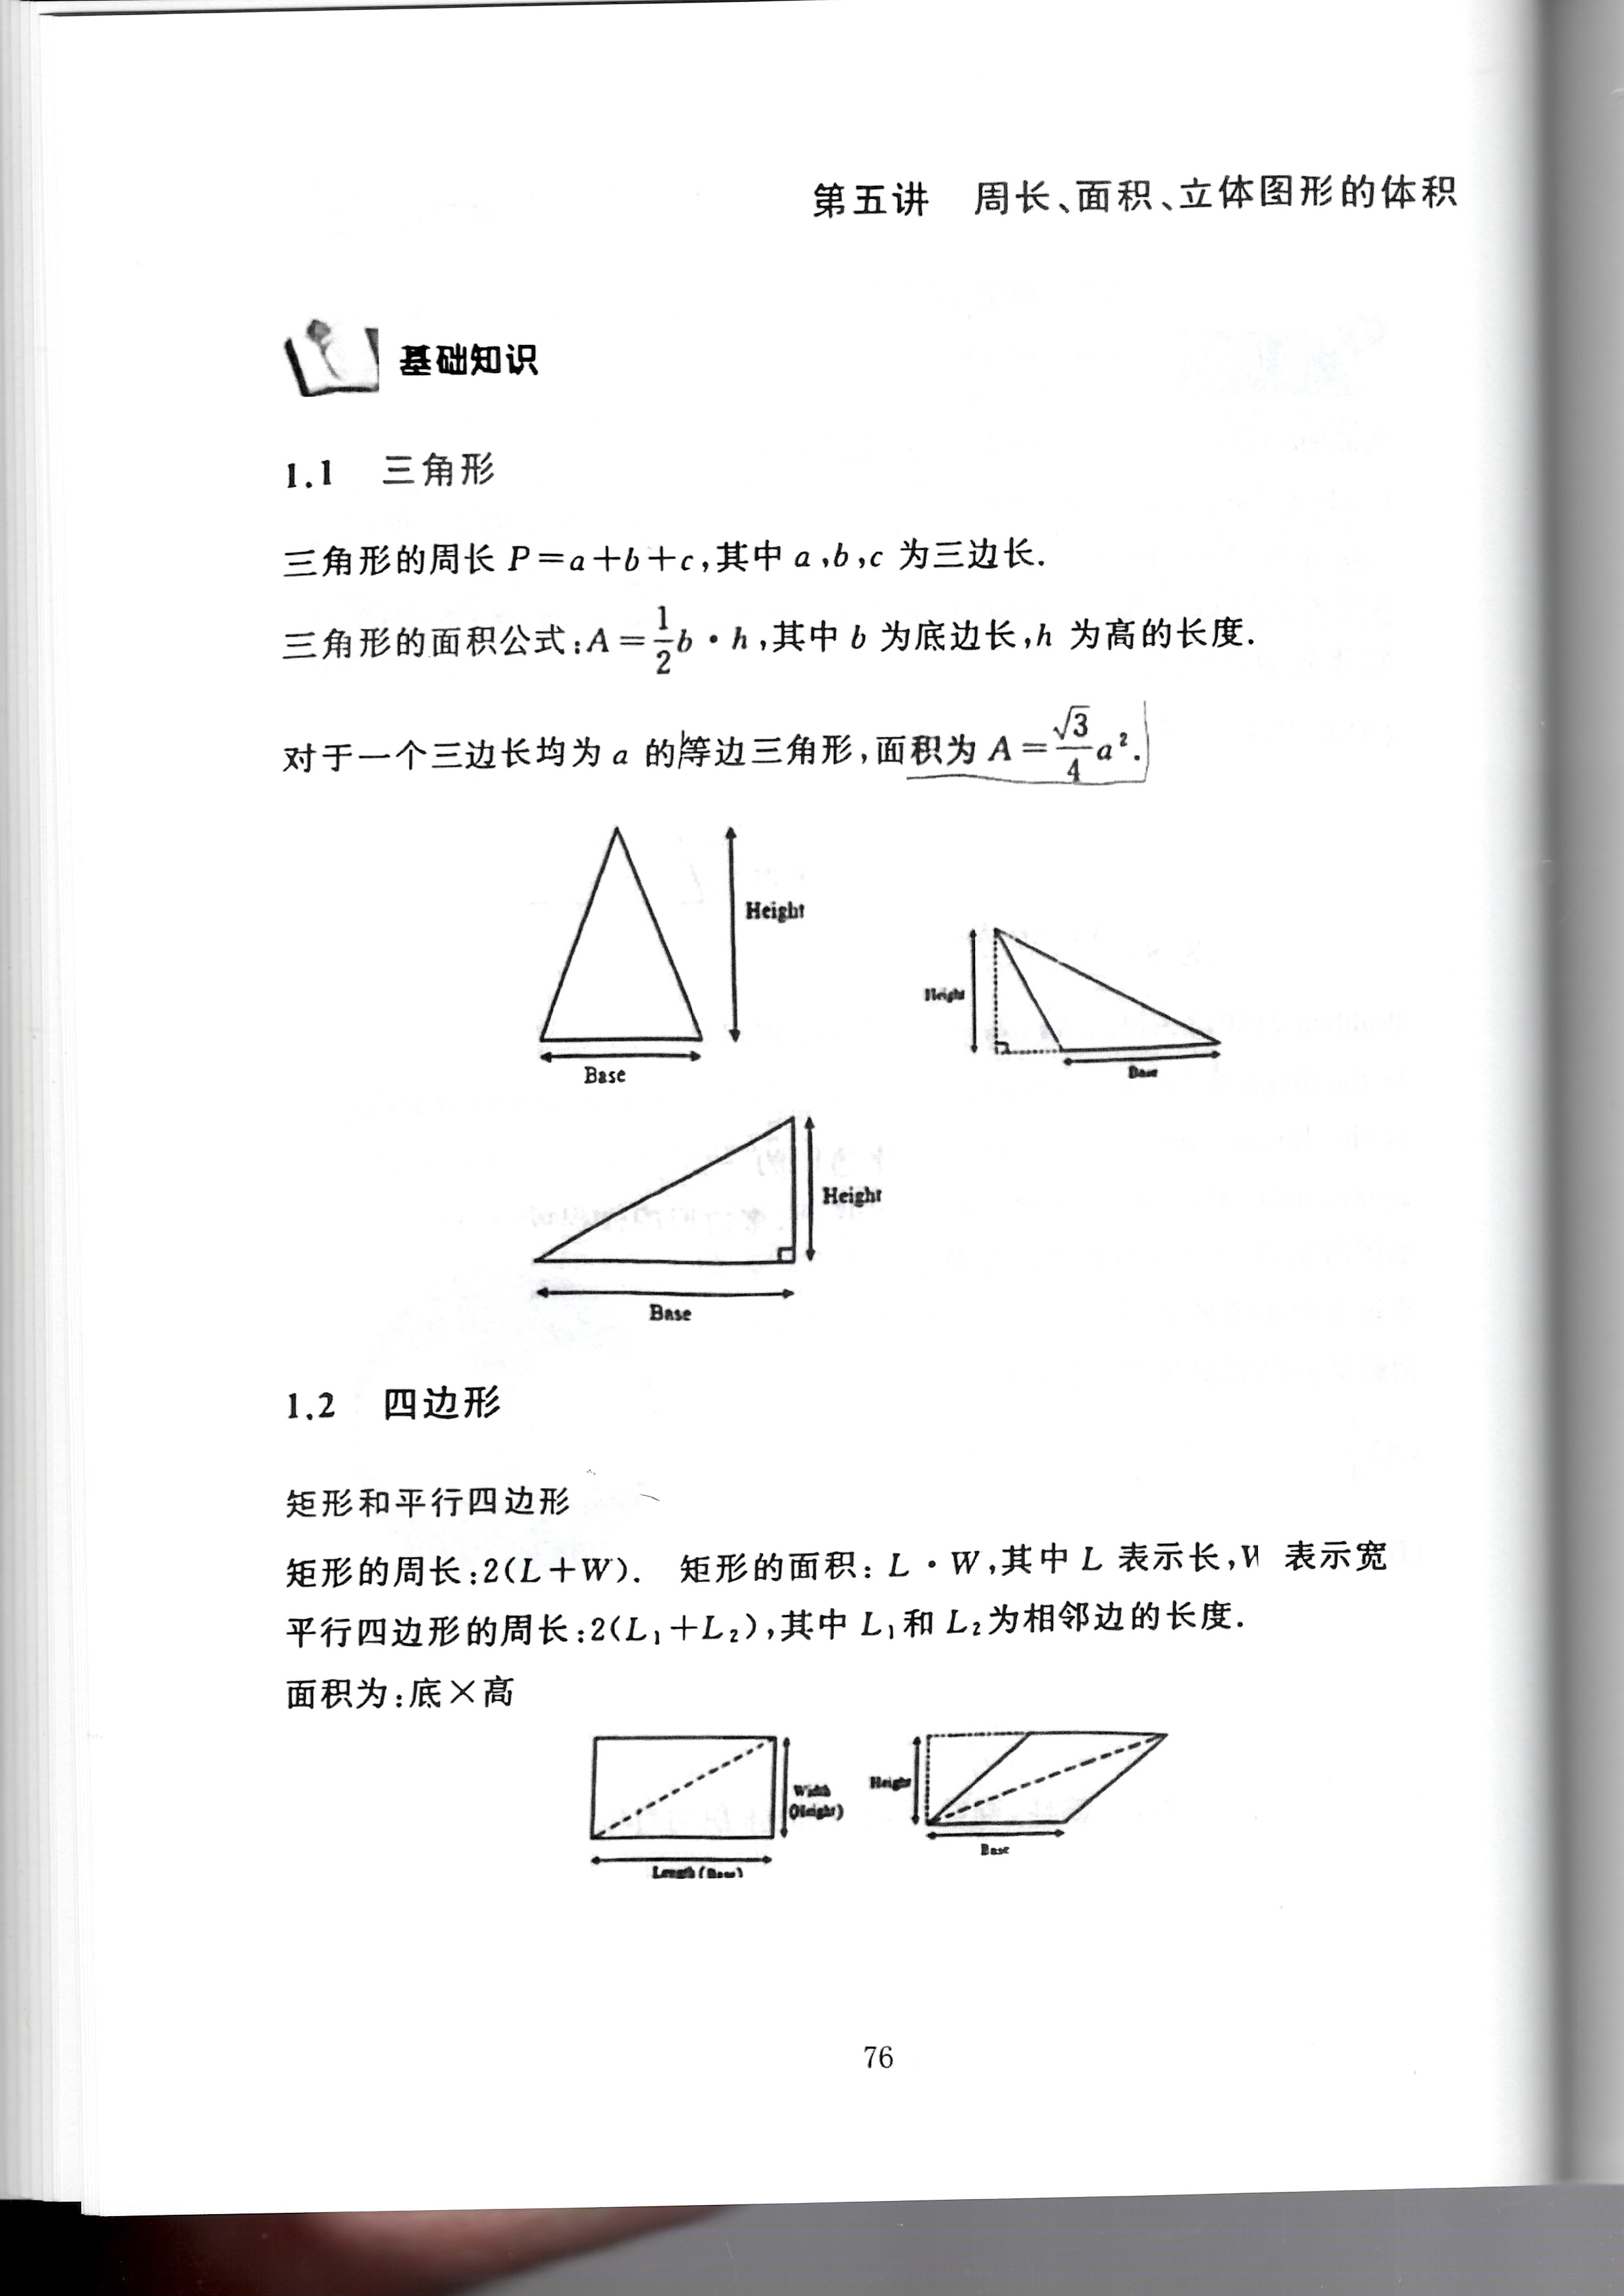 第五讲 周长、面积、立体图形的体积
基础知识
1.1 三角形
三角形的周长 P=a+b+c,其中 a,b,c 为三边长.
三角形的面积公式:A=\frac{1}{2}b·h,其中 b 为底边长,h 为高的长度.
对于一个三边长均为 a 的等边三角形,面积为 A=\frac{\sqrt{3}}{4}a².
Height
Base
Height
Base
Height
Base
1.2 四边形
矩形和平行四边形
矩形的周长:2(L+W). 矩形的面积: L·W,其中 L 表示长,W 表示宽
平行四边形的周长:2(L₁+L₂),其中 L₁和 L₂为相邻边的长度.
面积为:底×高
Width
(Height)
Length (Base)
Height
Base
76